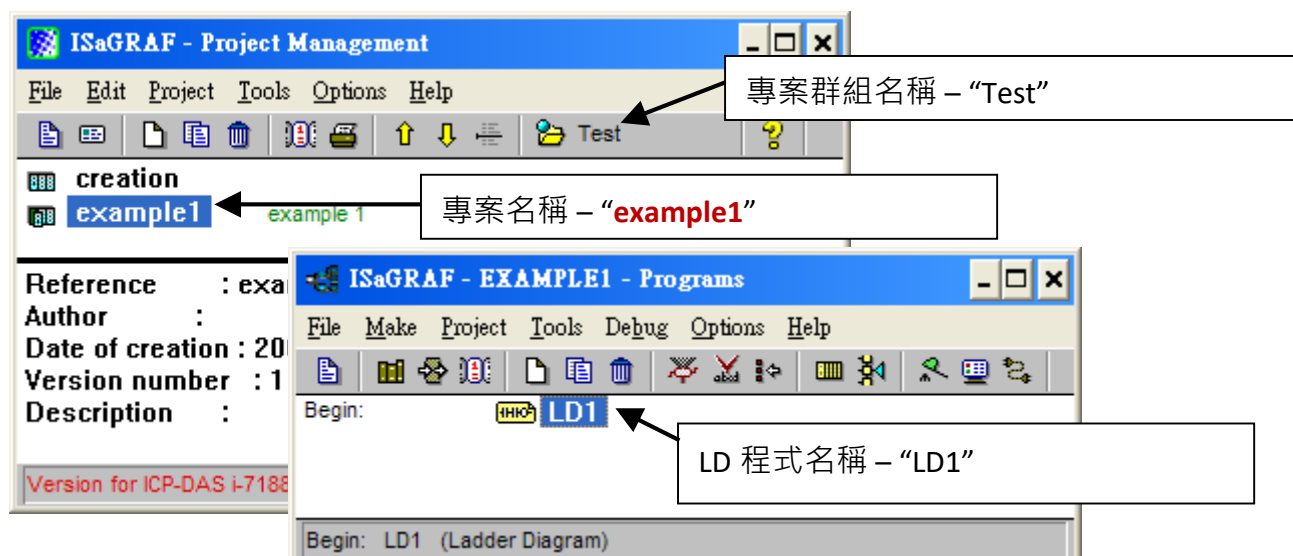 ISaGRAF - Project Management
File Edit Project Tools Options Help
Test
專案群組名稱 – “Test”
creation
example1 example 1
專案名稱 – “example1”
Reference : exa
Author :
Date of creation : 20
Version number : 1
Description :
Version for ICP-DAS i-7188
ISaGRAF - EXAMPLE1 - Programs
File Make Project Tools Debug Options Help
Begin: LD1
LD 程式名稱 – “LD1”
Begin: LD1 (Ladder Diagram)